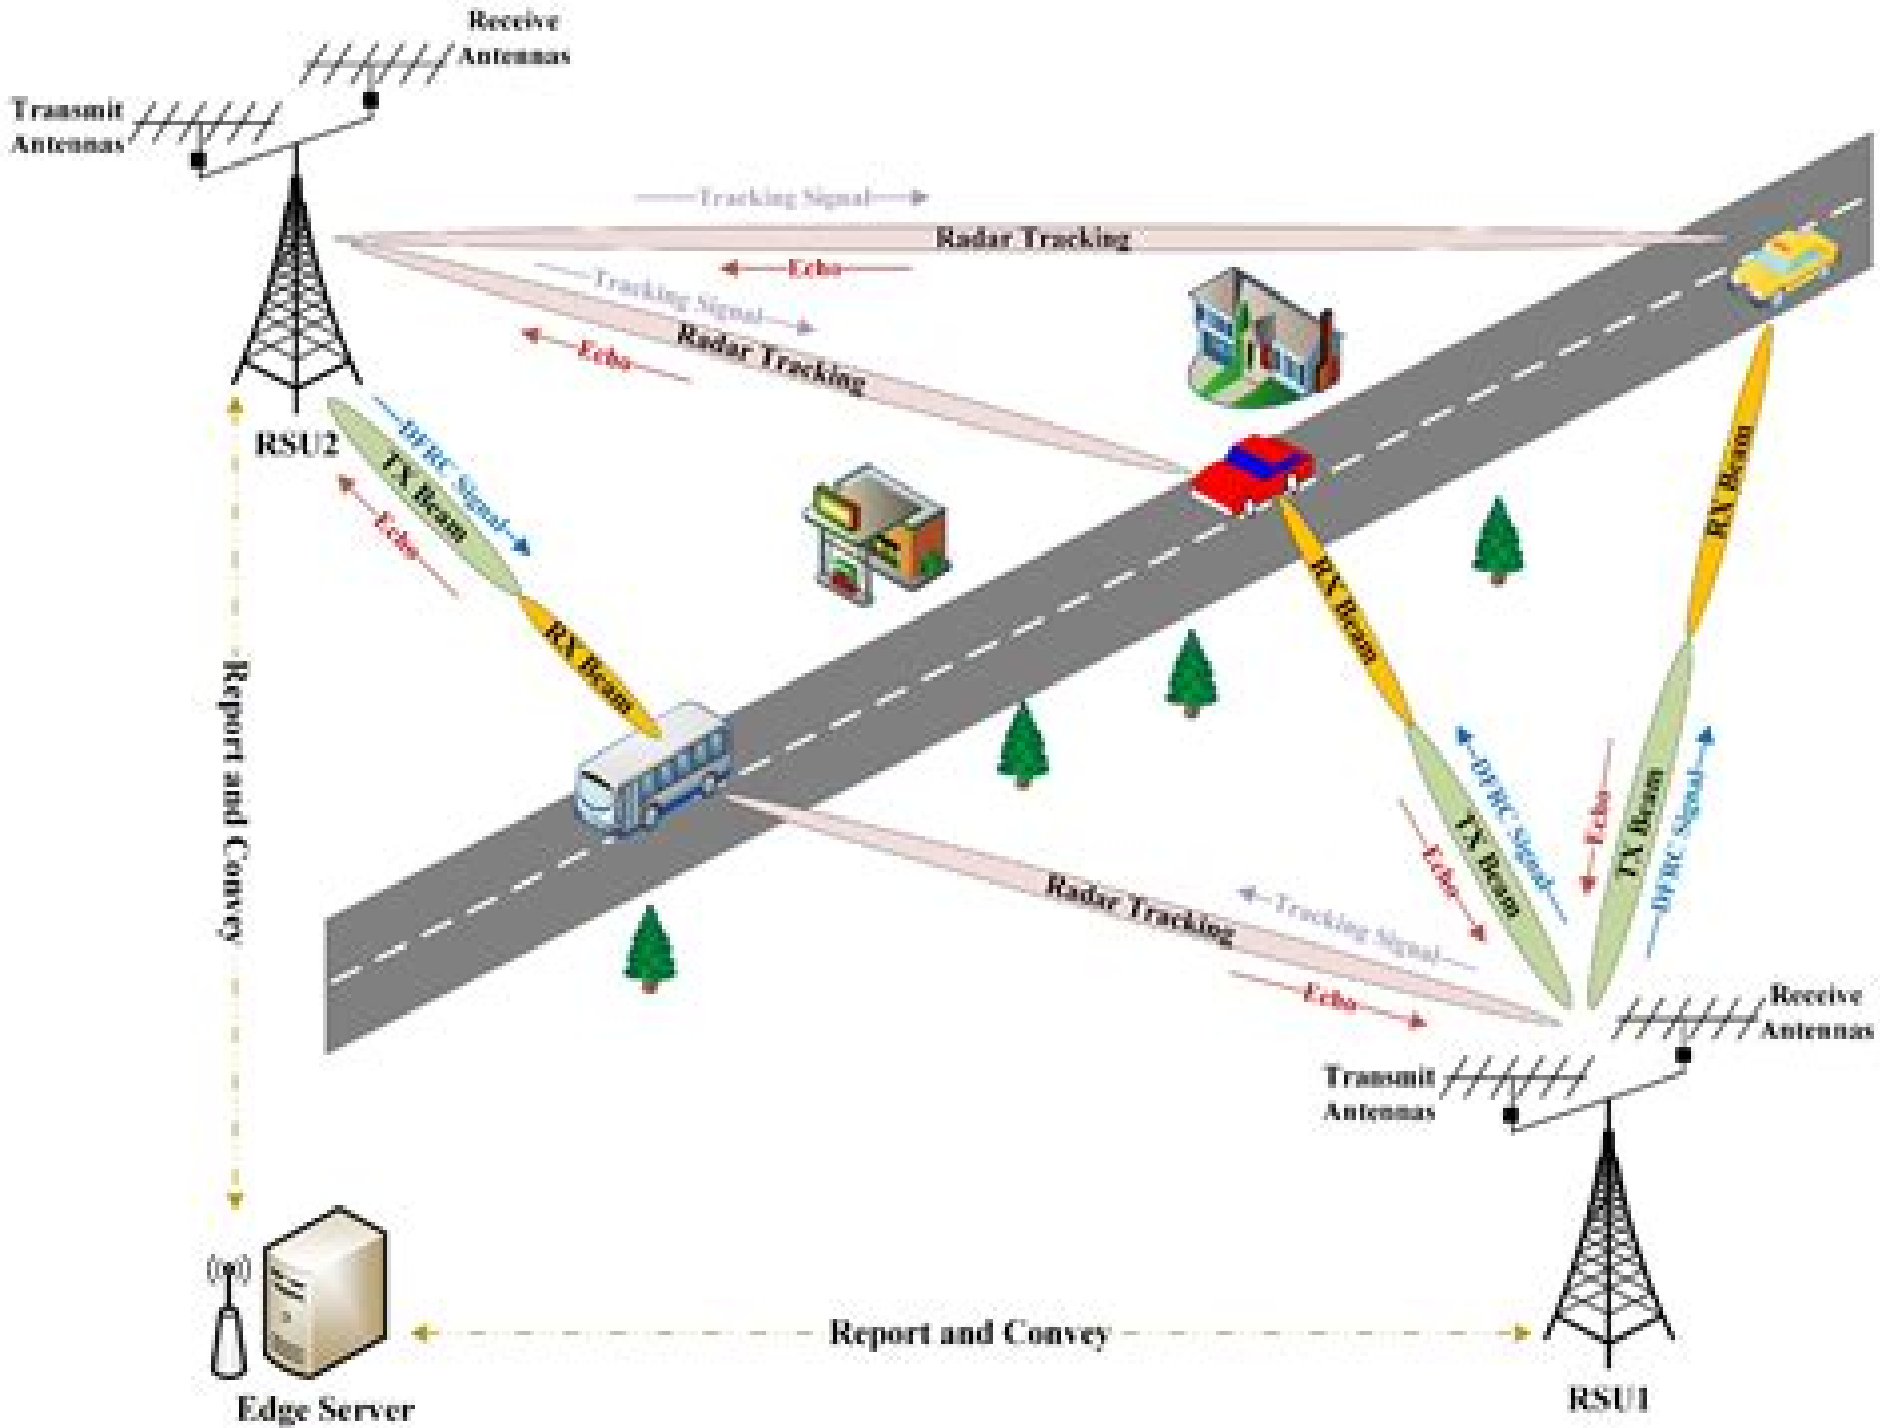 Receive
Antennas
Transmit
Antennas
Tracking Signal
Radar Tracking
Echo
Tracking Signal
Radar Tracking
Echo
RSU2
DFRC Signal
TX Beam
Echo
RX Beam
RX Beam
RX Beam
Report and Convey
DFRC Signal
TX Beam
Echo
Echo
TX Beam
DFRC Signal
Radar Tracking
Tracking Signal
Echo
Receive
Antennas
Transmit
Antennas
Report and Convey
Edge Server
RSU1